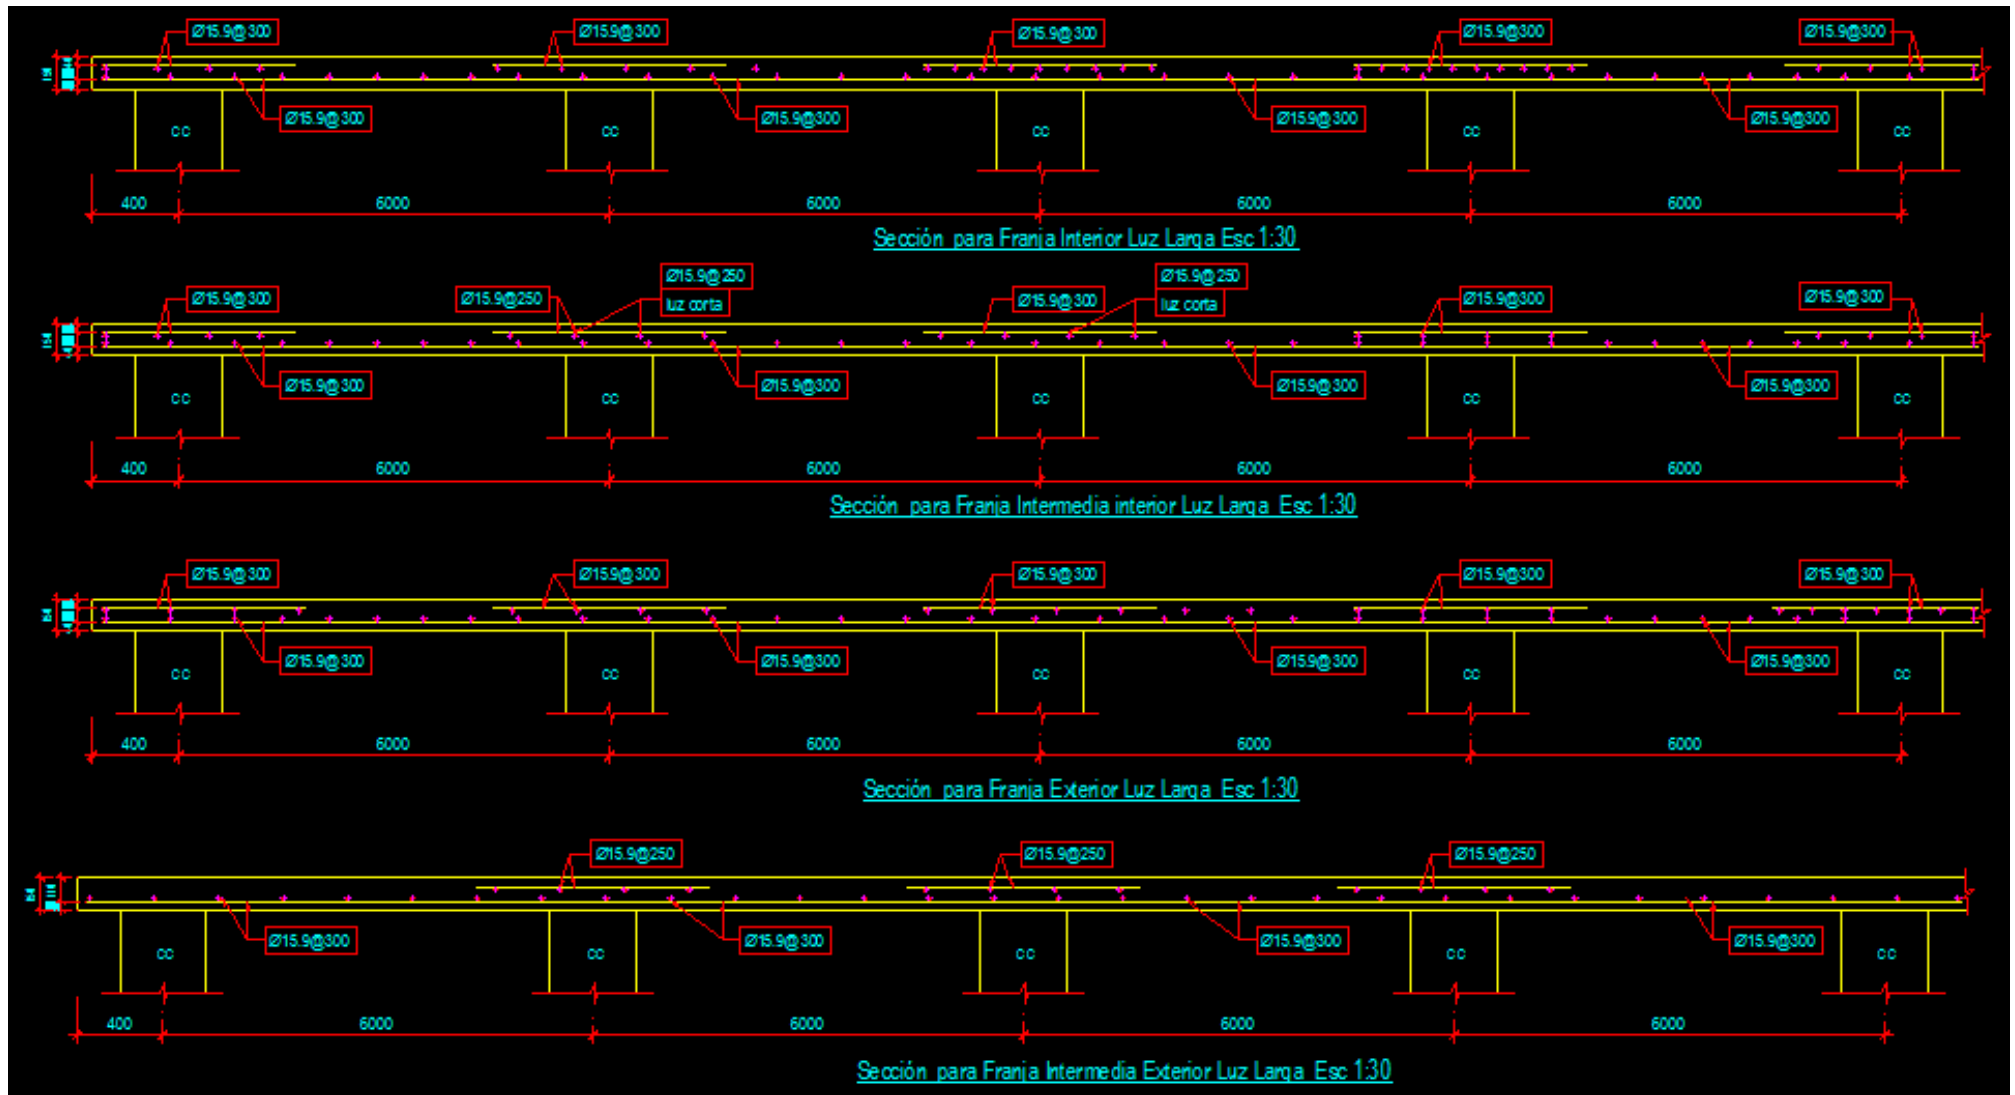 Ø15.9@300 Ø15.9@300 Ø15.9@300 Ø15.9@300 Ø15.9@300
Ø15.9@300 Ø15.9@300 Ø15.9@300 Ø15.9@300
CC CC CC CC CC
400 6000 6000 6000 6000
Sección para Franja Interior Luz Larga Esc 1:30
Ø15.9@250 Ø15.9@250
Ø15.9@300 Ø15.9@250 luz corta Ø15.9@300 luz corta Ø15.9@300 Ø15.9@300
154
Ø15.9@300 Ø15.9@300 Ø15.9@300 Ø15.9@300
CC CC CC CC CC
400 6000 6000 6000 6000
Sección para Franja Intermedia interior Luz Larga Esc 1:30
Ø15.9@300 Ø15.9@300 Ø15.9@300 Ø15.9@300 Ø15.9@300
Ø15.9@300 Ø15.9@300 Ø15.9@300 Ø15.9@300
CC CC CC CC CC
400 6000 6000 6000 6000
Sección para Franja Exterior Luz Larga Esc 1:30
Ø15.9@250 Ø15.9@250 Ø15.9@250
Ø15.9@300 Ø15.9@300 Ø15.9@300 Ø15.9@300
CC CC CC CC CC
400 6000 6000 6000 6000
Sección para Franja Intermedia Exterior Luz Larga Esc 1:30